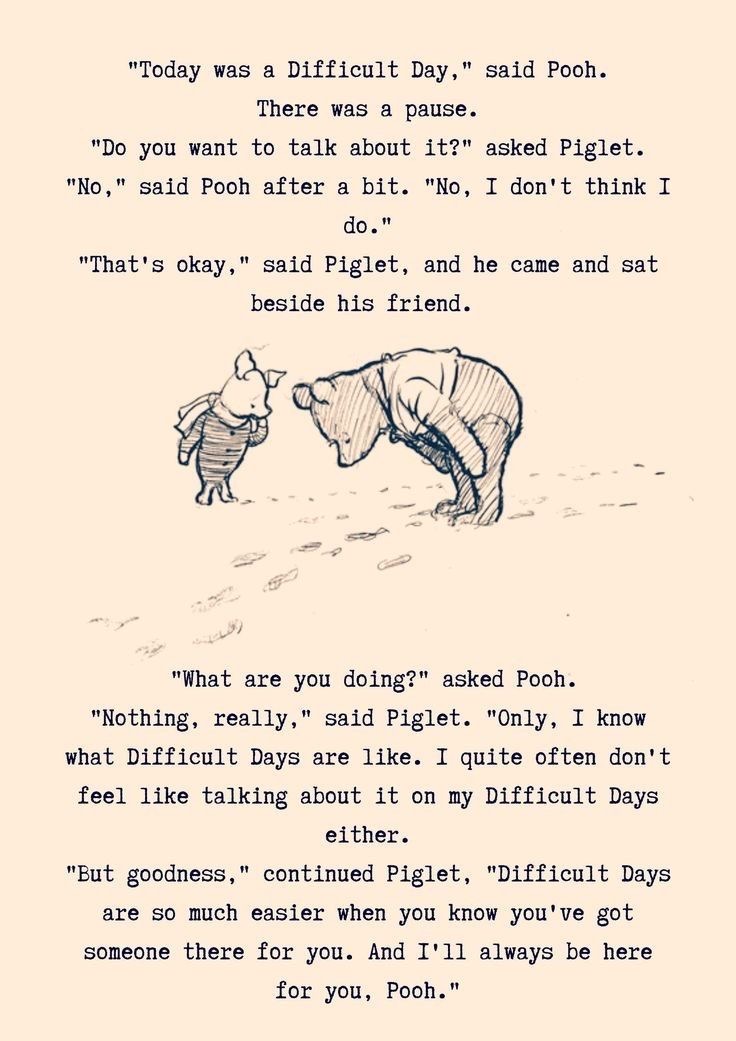 "Today was a Difficult Day," said Pooh.
There was a pause.
"Do you want to talk about it?" asked Piglet.
"No," said Pooh after a bit. "No, I don't think I
do."
"That's okay," said Piglet, and he came and sat
beside his friend.
"What are you doing?" asked Pooh.
"Nothing, really," said Piglet. "Only, I know
what Difficult Days are like. I quite often don't
feel like talking about it on my Difficult Days
either.
"But goodness," continued Piglet, "Difficult Days
are so much easier when you know you've got
someone there for you. And I'll always be here
for you, Pooh."